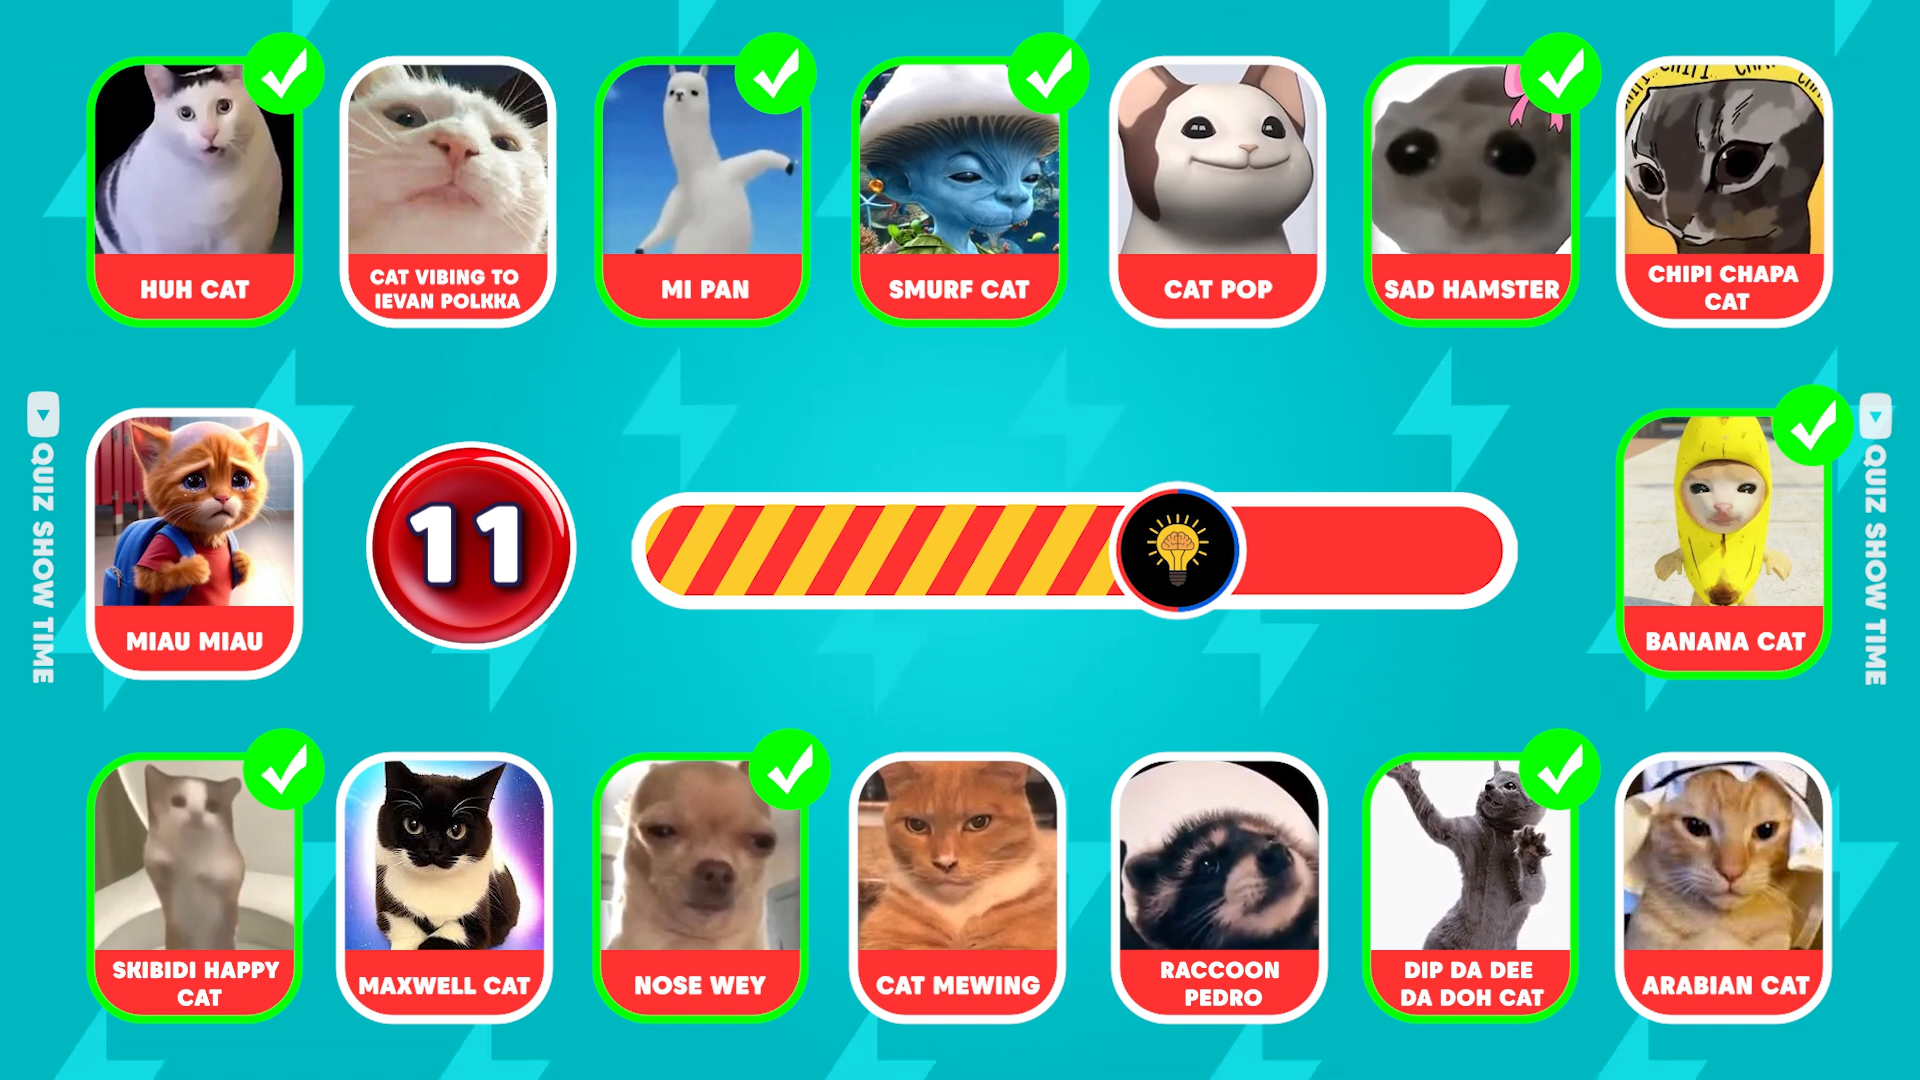 HUH CAT
CAT VIBING TO
IEVAN POLKKA
MI PAN
SMURF CAT
CAT POP
SAD HAMSTER
CHIPI CHAPA
CAT
QUIZ SHOW TIME
MIAU MIAU
11
BANANA CAT
QUIZ SHOW TIME
SKIBIDI HAPPY
CAT
MAXWELL CAT
NOSE WEY
CAT MEWING
RACCOON
PEDRO
DIP DA DEE
DA DOH CAT
ARABIAN CAT